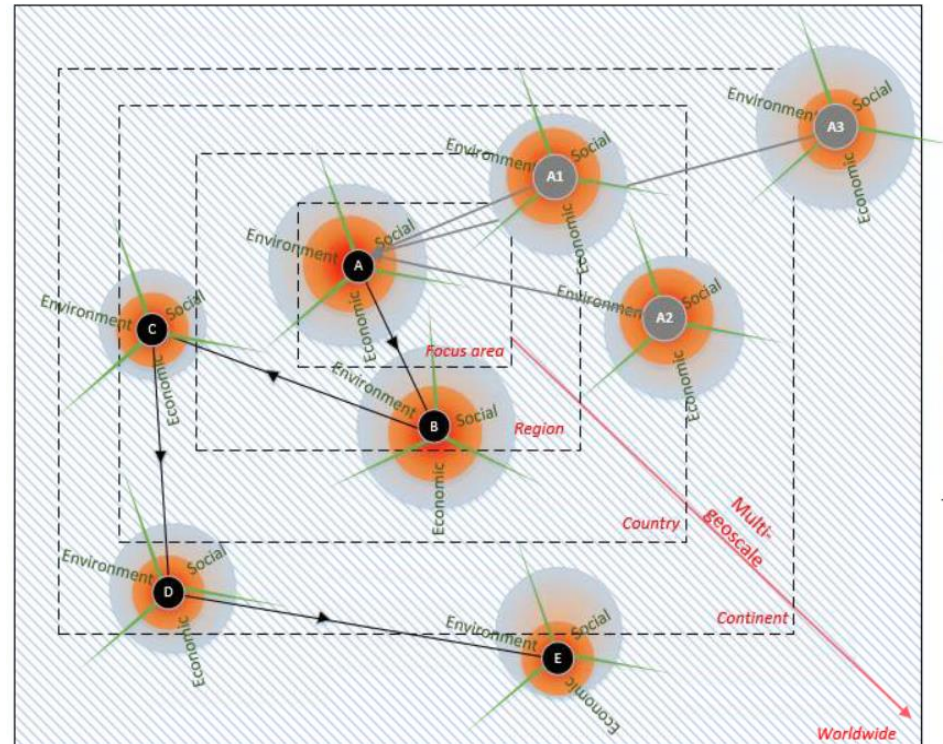 Environment
Social
Economic
A3
Environment
Social
Economic
A1
Environment
Social
Economic
A
Environment
Social
Economic
A2
Environment
Social
Economic
C
Focus area
Environment
Social
Economic
B
Region
Country
Multi-
geoscale
Environment
Social
Economic
D
Continent
Environment
Social
Economic
E
Worldwide